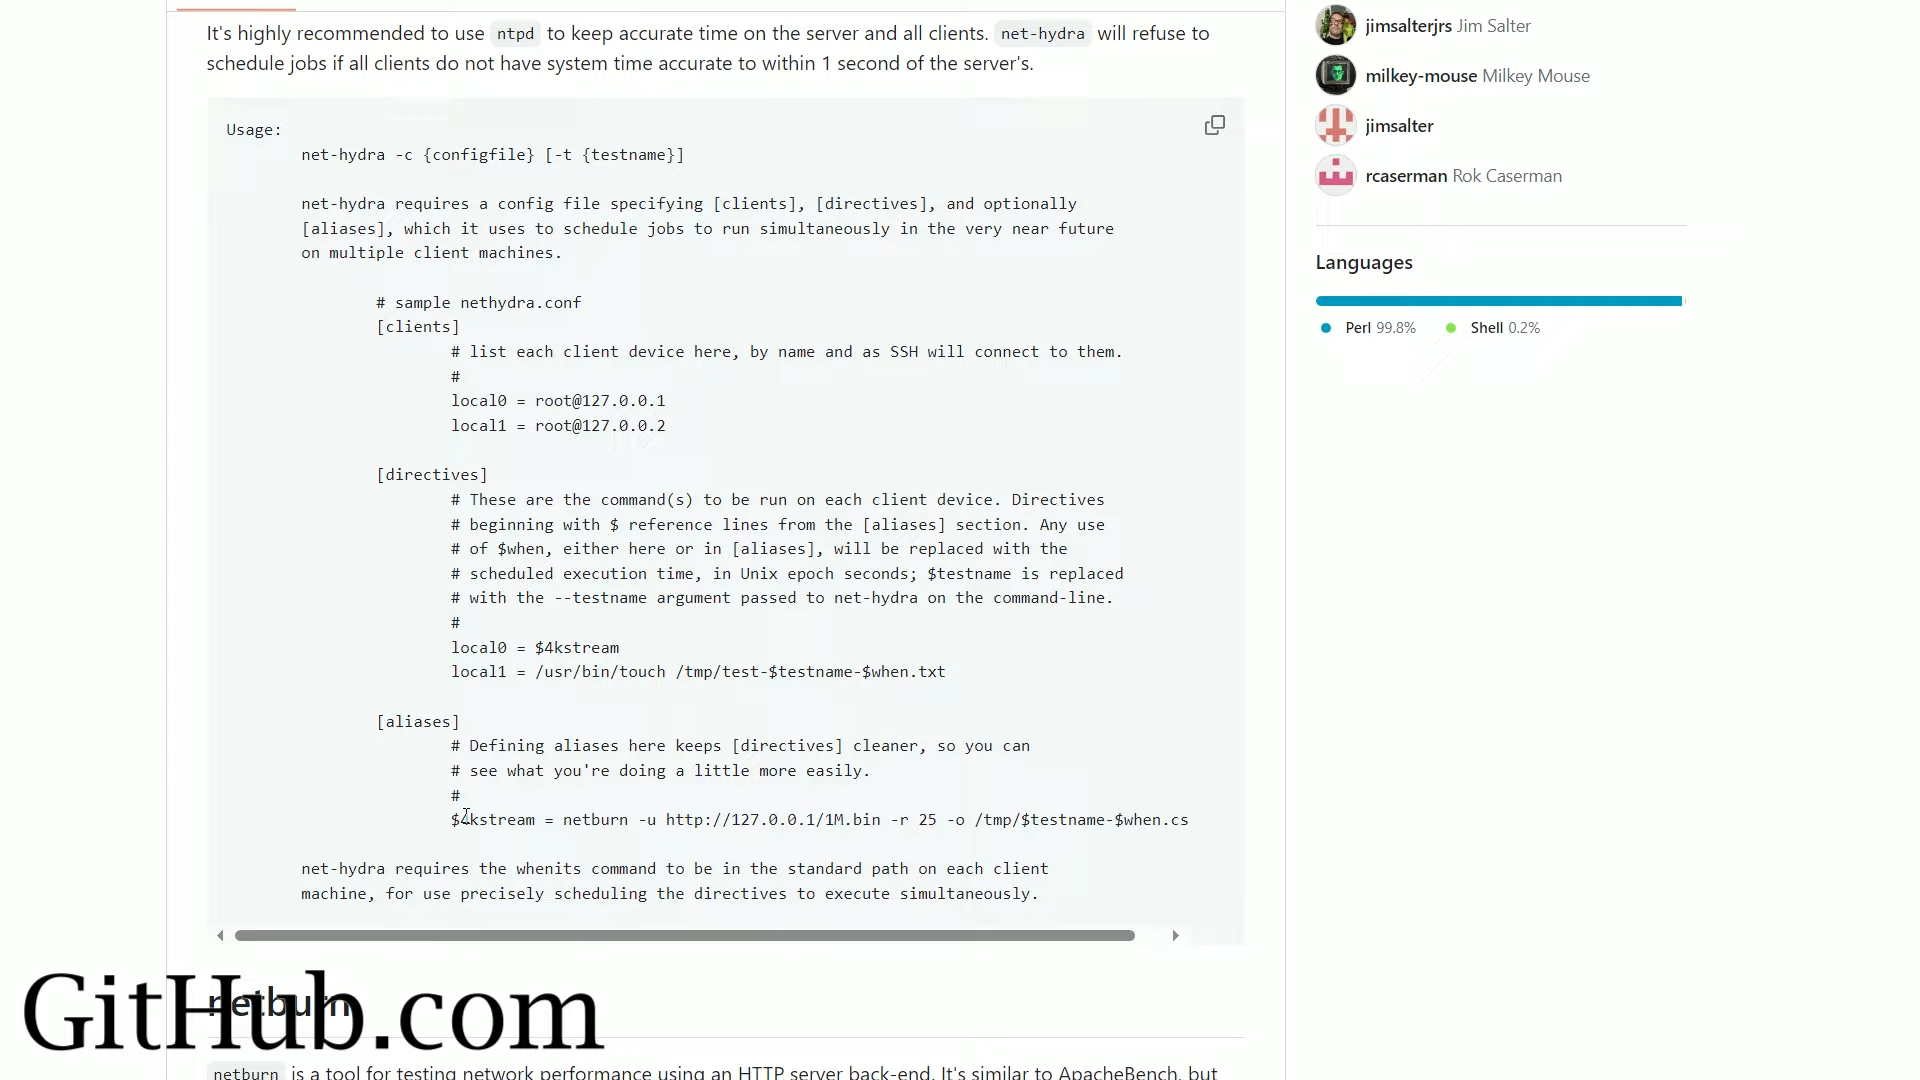 It's highly recommended to use ntpd to keep accurate time on the server and all clients. net-hydra will refuse to
schedule jobs if all clients do not have system time accurate to within 1 second of the server's.
Usage:
net-hydra -c {configfile} [-t {testname}]
net-hydra requires a config file specifying [clients], [directives], and optionally
[aliases], which it uses to schedule jobs to run simultaneously in the very near future
on multiple client machines.
# sample nethydra.conf
[clients]
# list each client device here, by name and as SSH will connect to them.
#
local0 = root@127.0.0.1
local1 = root@127.0.0.2
[directives]
# These are the command(s) to be run on each client device. Directives
# beginning with $ reference lines from the [aliases] section. Any use
# of $when, either here or in [aliases], will be replaced with the
# scheduled execution time, in Unix epoch seconds; $testname is replaced
# with the --testname argument passed to net-hydra on the command-line.
#
local0 = $4kstream
local1 = /usr/bin/touch /tmp/test-$testname-$when.txt
[aliases]
# Defining aliases here keeps [directives] cleaner, so you can
# see what you're doing a little more easily.
#
$4kstream = netburn -u http://127.0.0.1/1M.bin -r 25 -o /tmp/$testname-$when.cs
net-hydra requires the whenits command to be in the standard path on each client
machine, for use precisely scheduling the directives to execute simultaneously.
netburn
netburn is a tool for testing network performance using an HTTP server back-end. It's similar to ApacheBench, but
jimsalterjrs Jim Salter
milkey-mouse Milkey Mouse
jimsalter
rcaserman Rok Caserman
Languages
Perl 99.8% Shell 0.2%
GitHub.com